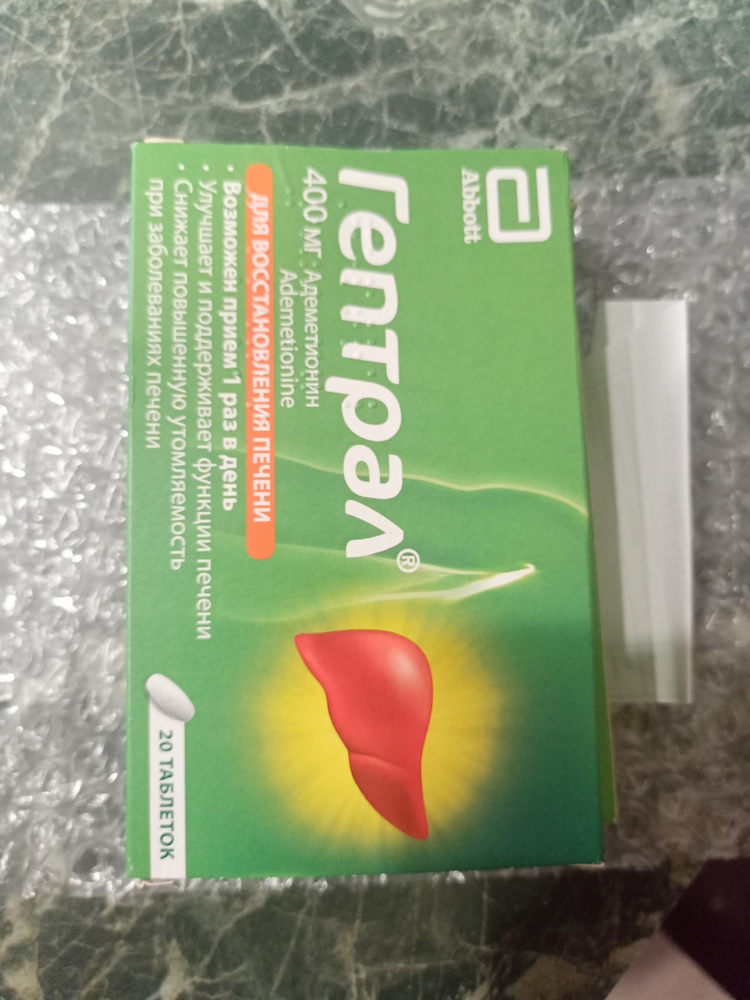 Abbott
Гептрал®
400 мг · Адеметионин
Ademetionine
ДЛЯ ВОССТАНОВЛЕНИЯ ПЕЧЕНИ
· Возможен прием 1 раз в день
· Улучшает и поддерживает функции печени
· Снижает повышенную утомляемость
при заболеваниях печени
20 ТАБЛЕТОК